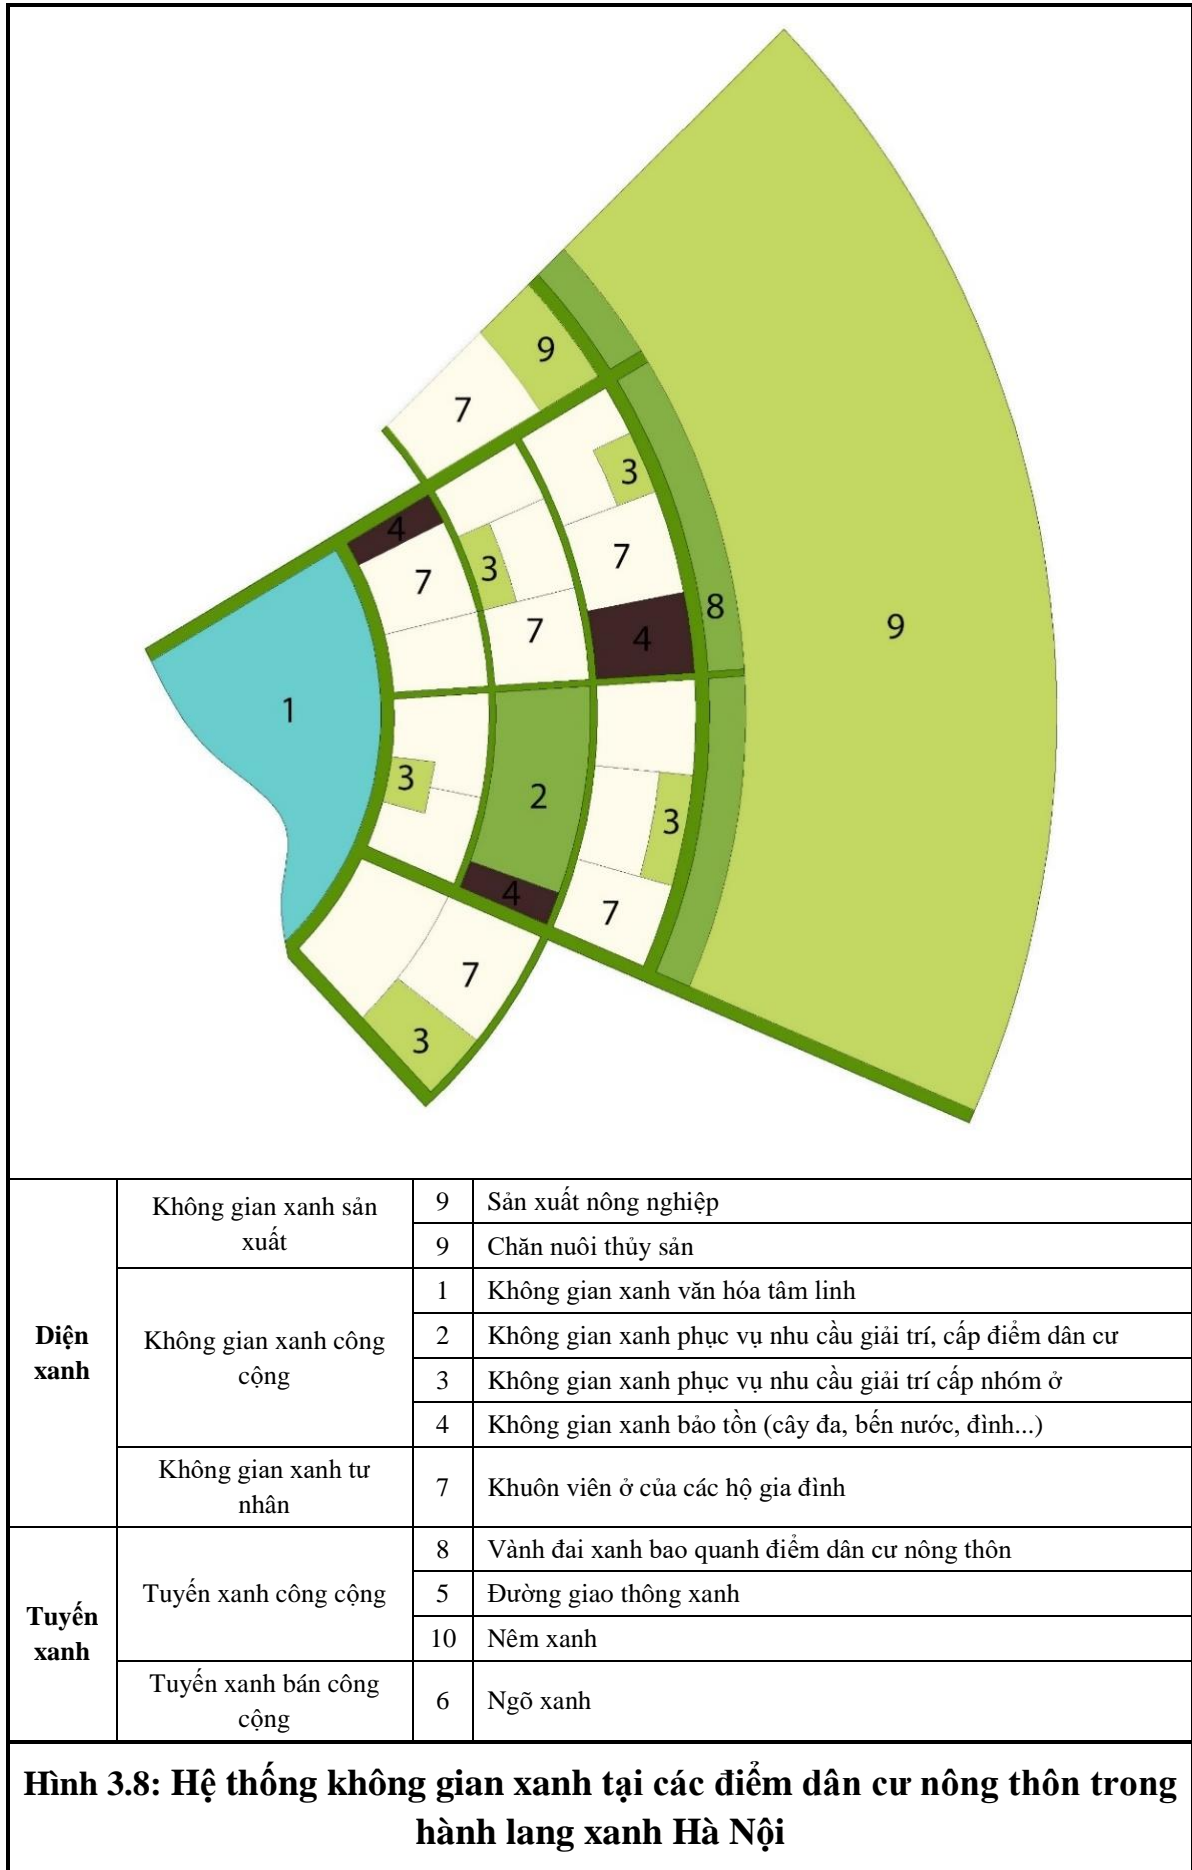 9
7
3
4
7
3
7
7
8
4
9
1
3
2
3
4
7
7
3
Diện xanh
Không gian xanh sản xuất
9 Sản xuất nông nghiệp
9 Chăn nuôi thủy sản
Không gian xanh công cộng
1 Không gian xanh văn hóa tâm linh
2 Không gian xanh phục vụ nhu cầu giải trí, cấp điểm dân cư
3 Không gian xanh phục vụ nhu cầu giải trí cấp nhóm ở
4 Không gian xanh bảo tồn (cây đa, bến nước, đình...)
Không gian xanh tư nhân
7 Khuôn viên ở của các hộ gia đình
Tuyến xanh
Tuyến xanh công cộng
8 Vành đai xanh bao quanh điểm dân cư nông thôn
5 Đường giao thông xanh
10 Nêm xanh
Tuyến xanh bán công cộng
6 Ngõ xanh
Hình 3.8: Hệ thống không gian xanh tại các điểm dân cư nông thôn trong
hành lang xanh Hà Nội